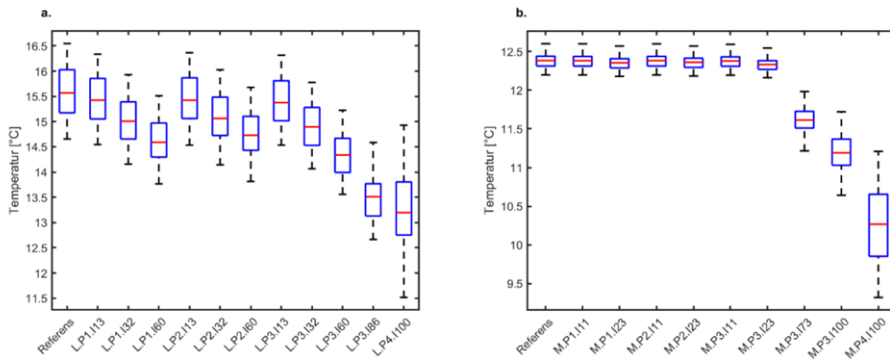 a.
Temperatur [°C]
16.5
16
15.5
15
14.5
14
13.5
13
12.5
12
11.5
Referens
L.P1.I13
L.P1.I32
L.P1.I60
L.P2.I13
L.P2.I32
L.P2.I60
L.P3.I13
L.P3.I32
L.P3.I60
L.P3.I86
L.P4.I100
b.
Temperatur [°C]
12.5
12
11.5
11
10.5
10
9.5
Referens
M.P1.I11
M.P1.I23
M.P2.I11
M.P2.I23
M.P3.I11
M.P3.I23
M.P3.I73
M.P3.I100
M.P4.I100